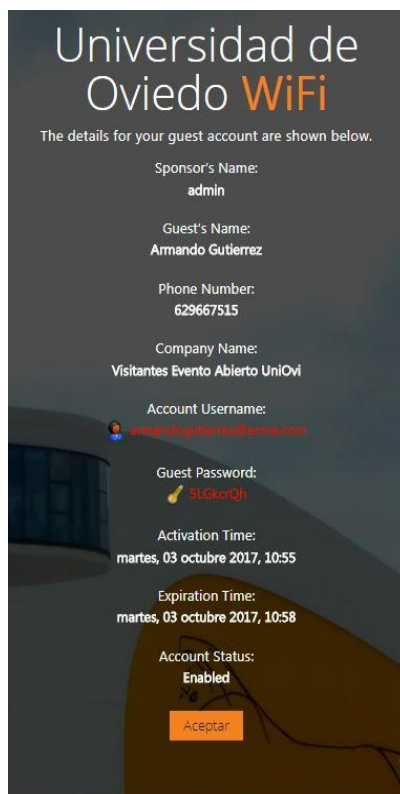 Universidad de
Oviedo WiFi
The details for your guest account are shown below.
Sponsor's Name:
admin
Guest's Name:
Armando Gutierrez
Phone Number:
629667515
Company Name:
Visitantes Evento Abierto UniOvi
Account Username:
armandogutierrez@acme.com
Guest Password:
5LGkcrQh
Activation Time:
martes, 03 octubre 2017, 10:55
Expiration Time:
martes, 03 octubre 2017, 10:58
Account Status:
Enabled
Aceptar